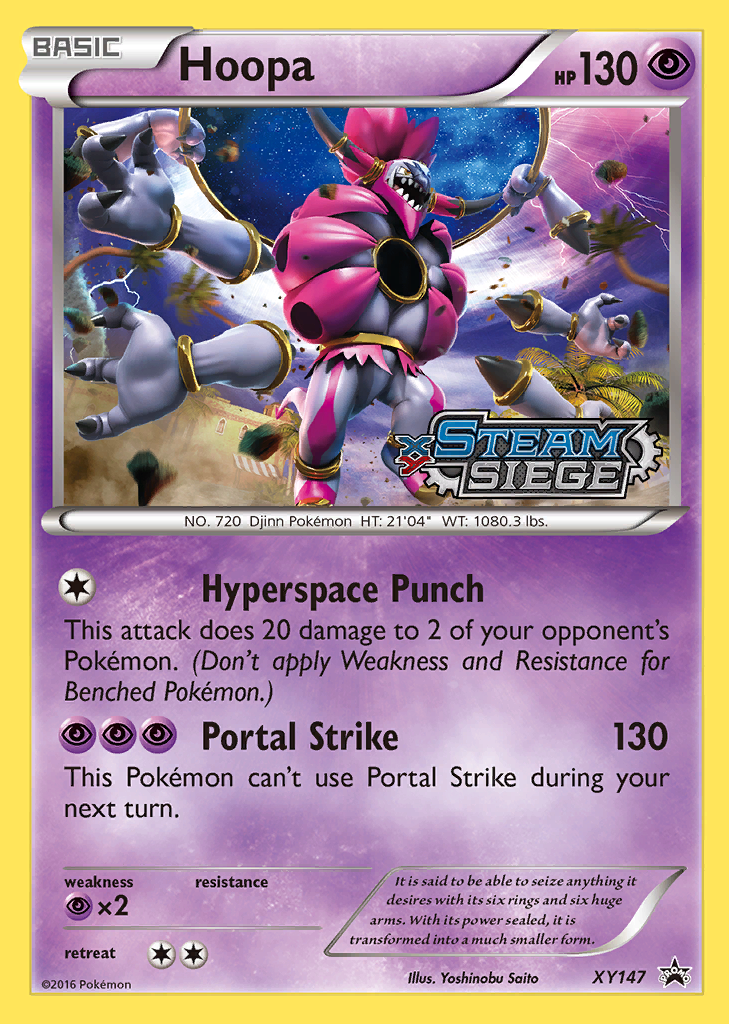 BASIC
Hoopa
HP 130
XY
STEAM
SIEGE
NO. 720 Djinn Pokémon HT: 21'04" WT: 1080.3 lbs.
Hyperspace Punch
This attack does 20 damage to 2 of your opponent's
Pokémon. (Don't apply Weakness and Resistance for
Benched Pokémon.)
Portal Strike 130
This Pokémon can't use Portal Strike during your
next turn.
weakness resistance
×2
It is said to be able to seize anything it
desires with its six rings and six huge
arms. With its power sealed, it is
transformed into a much smaller form.
retreat
©2016 Pokémon Illus. Yoshinobu Saito XY147 PROMO